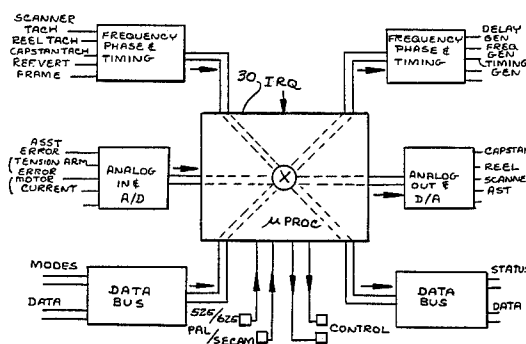 SCANNER
TACH
REEL TACH
CAPSTAN TACH
REF.VERT
FRAME
FREQUENCY
PHASE &
TIMING
30
IRQ
FREQUENCY
PHASE &
TIMING
DELAY
GEN
FREQ
GEN
TIMING
GEN
ASST
ERROR
(TENSION ARM
ERROR
(MOTOR
CURRENT
ANALOG
IN &
A/D
X
μPROC
ANALOG
OUT &
D/A
CAPSTAN
REEL
SCANNER
AST
MODES
DATA
DATA
BUS
525/625
PAL/SECAM
CONTROL
DATA
BUS
STATUS
DATA